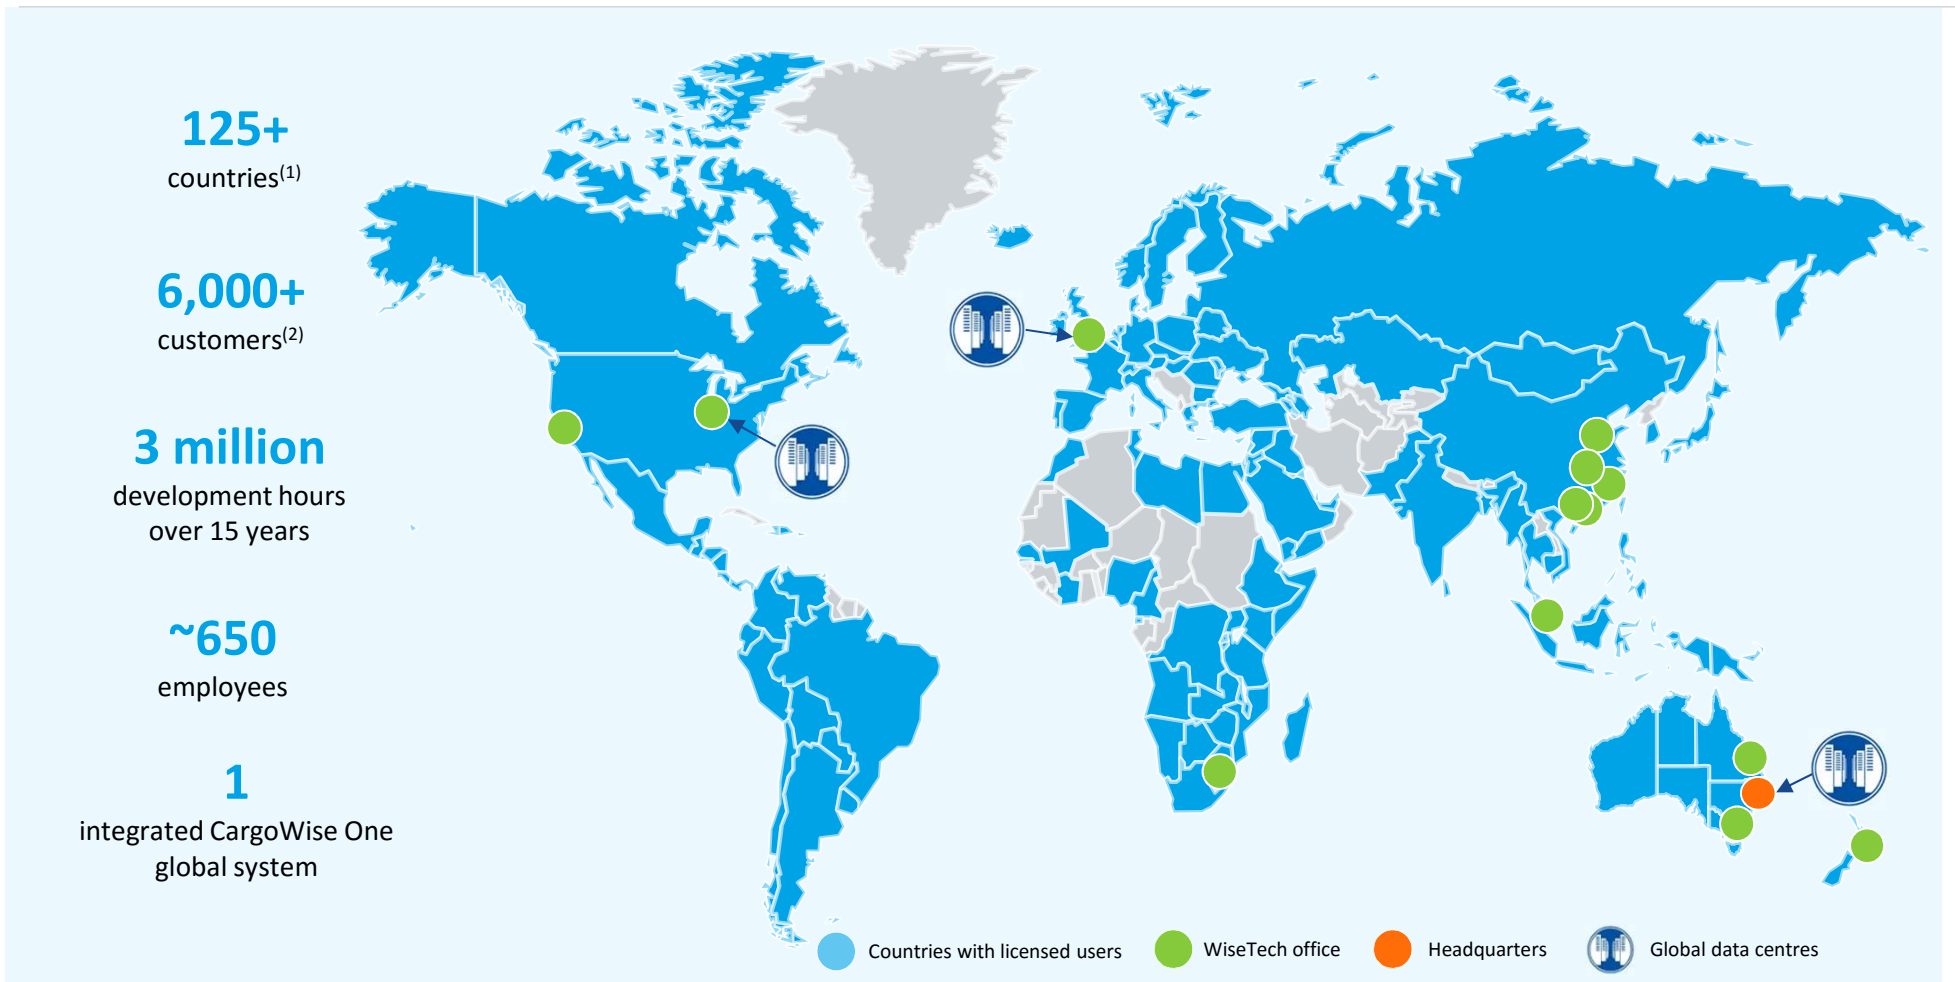 125+
countries(1)
6,000+
customers(2)
3 million
development hours
over 15 years
~650
employees
1
integrated CargoWise One
global system
Countries with licensed users
WiseTech office
Headquarters
Global data centres